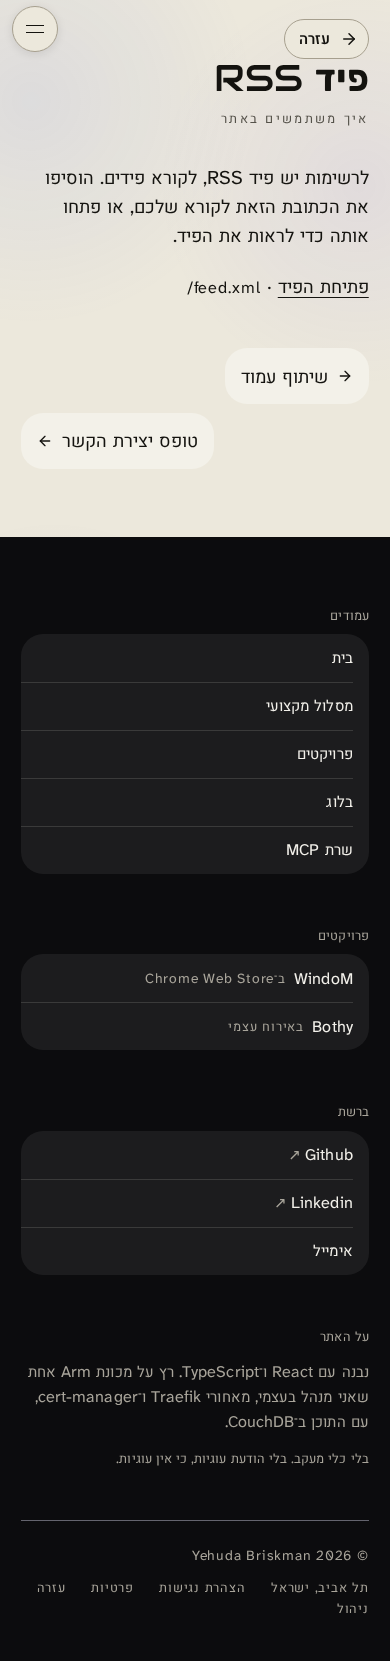 עזרה
פיד RSS
איך משתמשים באתר
לרשימות יש פיד RSS, לקורא פידים. הוסיפו
את הכתובת הזאת לקורא שלכם, או פתחו
אותה כדי לראות את הפיד.
פתיחת הפיד · /feed.xml
שיתוף עמוד
טופס יצירת הקשר
עמודים
בית
מסלול מקצועי
פרויקטים
בלוג
שרת MCP
פרויקטים
WindoM ב־Chrome Web Store
Bothy באירוח עצמי
ברשת
Github ↗
Linkedin ↗
אימייל
על האתר
נבנה עם React ו־TypeScript. רץ על מכונת Arm אחת
שאני מנהל בעצמי, מאחורי Traefik ו־cert-manager,
עם התוכן ב־CouchDB.
בלי כלי מעקב. בלי הודעת עוגיות, כי אין עוגיות.
© 2026 Yehuda Briskman
תל אביב, ישראל הצהרת נגישות פרטיות עזרה
ניהול